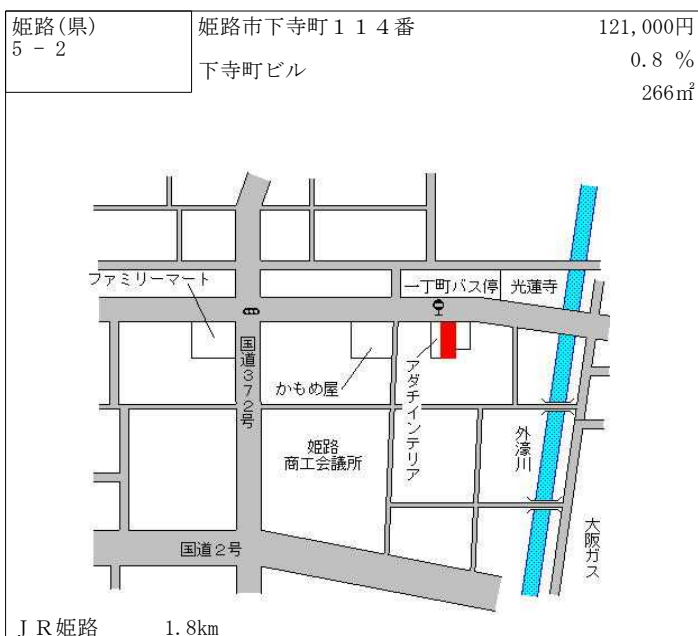 姫路(県)
5 - 2
姫路市下寺町１１４番
121,000円
下寺町ビル
0.8 %
266㎡
ファミリーマート
一丁町バス停
光蓮寺
国道372号
かもめ屋
アダチインテリア
姫路
商工会議所
外濠川
国道2号
大阪ガス
ＪＲ姫路
1.8km